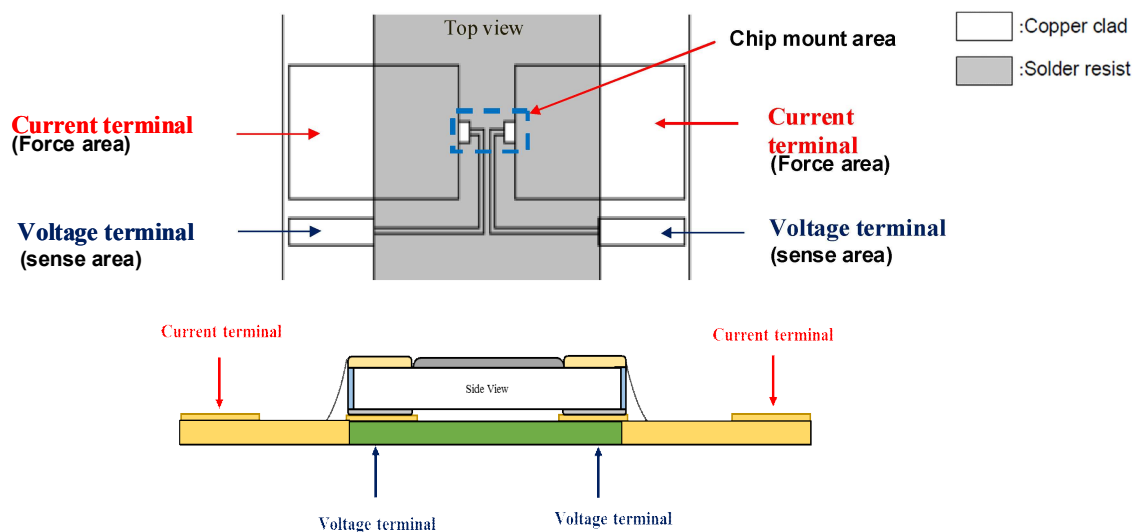 Top view
Chip mount area
:Copper clad
:Solder resist
Current terminal
(Force area)
Current
terminal
(Force area)
Voltage terminal
(sense area)
Voltage terminal
(sense area)
Current terminal
Current terminal
Side View
Voltage terminal
Voltage terminal